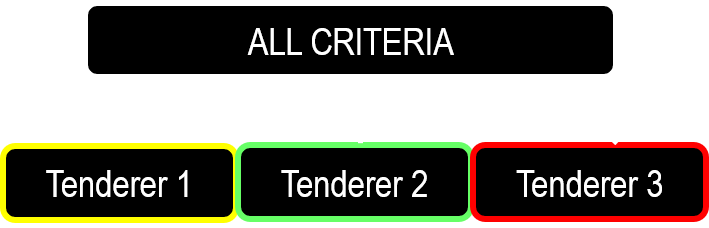 ALL CRITERIA
Tenderer 1
Tenderer 2
Tenderer 3